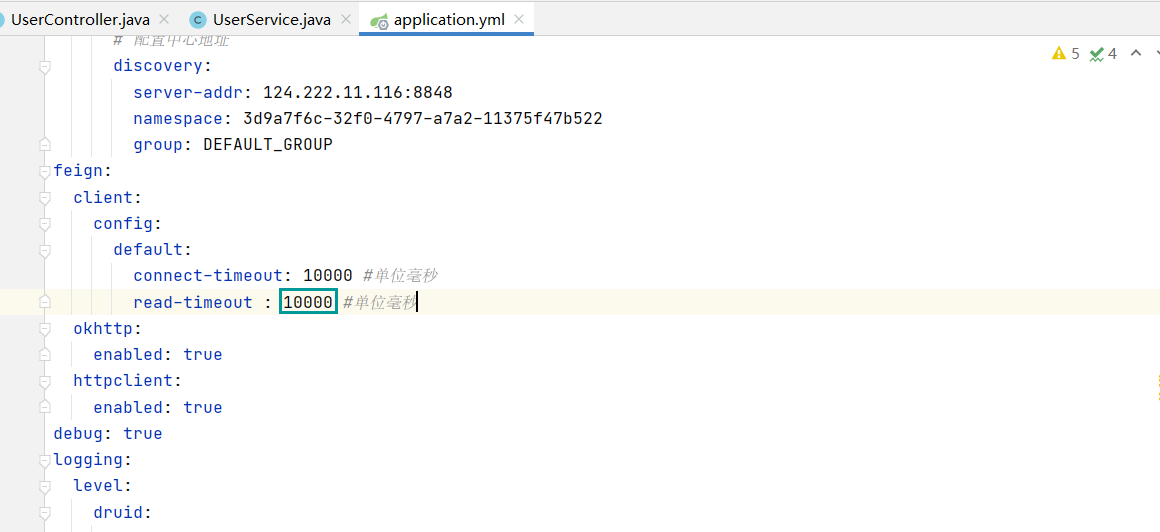 UserController.java
UserService.java
application.yml
5
4
# 配置中心地址
discovery:
server-addr: 124.222.11.116:8848
namespace: 3d9a7f6c-32f0-4797-a7a2-11375f47b522
group: DEFAULT_GROUP
feign:
client:
config:
default:
connect-timeout: 10000 #单位毫秒
read-timeout : 10000 #单位毫秒
okhttp:
enabled: true
httpclient:
enabled: true
debug: true
logging:
level:
druid: